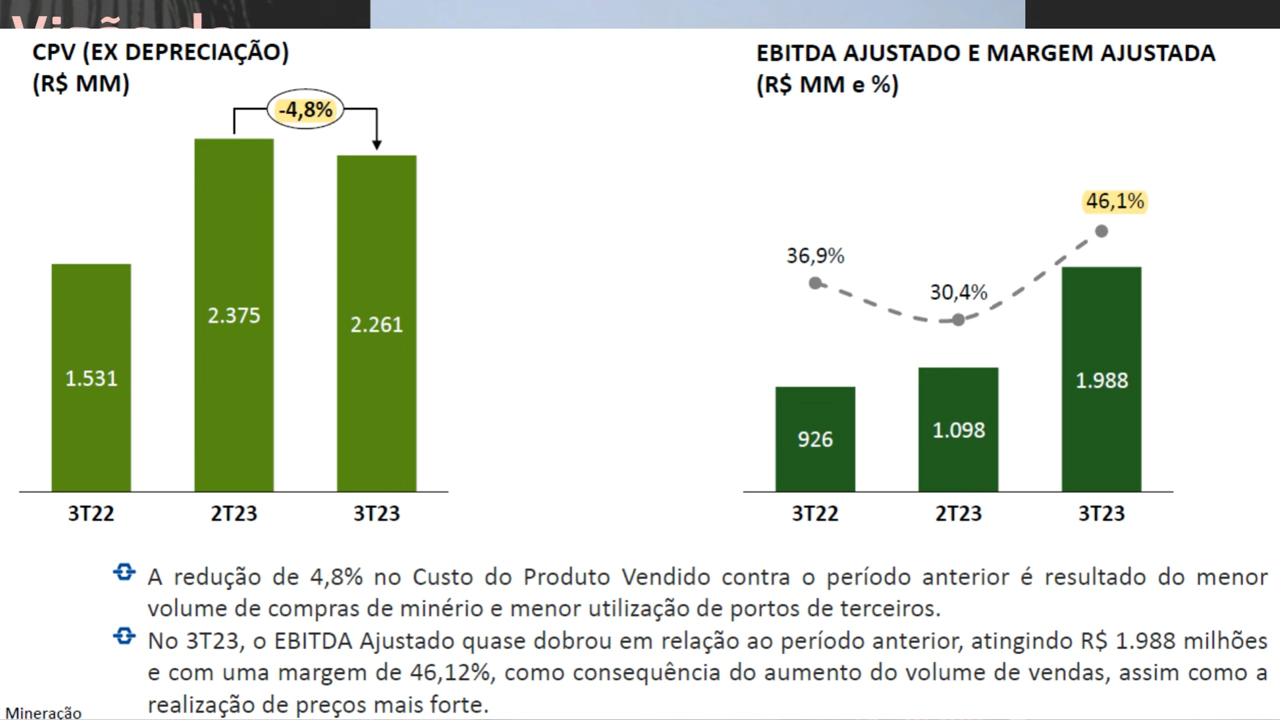 Visão da
CPV (EX DEPRECIAÇÃO)
(R$ MM)
-4,8%
1.531
2.375
2.261
3T22
2T23
3T23
EBITDA AJUSTADO E MARGEM AJUSTADA
(R$ MM e %)
36,9%
30,4%
46,1%
926
1.098
1.988
3T22
2T23
3T23
A redução de 4,8% no Custo do Produto Vendido contra o período anterior é resultado do menor
volume de compras de minério e menor utilização de portos de terceiros.
No 3T23, o EBITDA Ajustado quase dobrou em relação ao período anterior, atingindo R$ 1.988 milhões
e com uma margem de 46,12%, como consequência do aumento do volume de vendas, assim como a
realização de preços mais forte.
Mineração